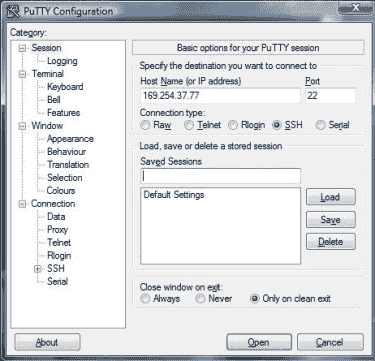 PuTTY Configuration
Category:
Session
Logging
Terminal
Keyboard
Bell
Features
Window
Appearance
Behaviour
Translation
Selection
Colours
Connection
Data
Proxy
Telnet
Rlogin
SSH
Serial
Basic options for your PuTTY session
Specify the destination you want to connect to
Host Name (or IP address) Port
169.254.37.77 22
Connection type:
Raw Telnet Rlogin SSH Serial
Load, save or delete a stored session
Saved Sessions
Default Settings
Load
Save
Delete
Close window on exit:
Always Never Only on clean exit
About Open Cancel